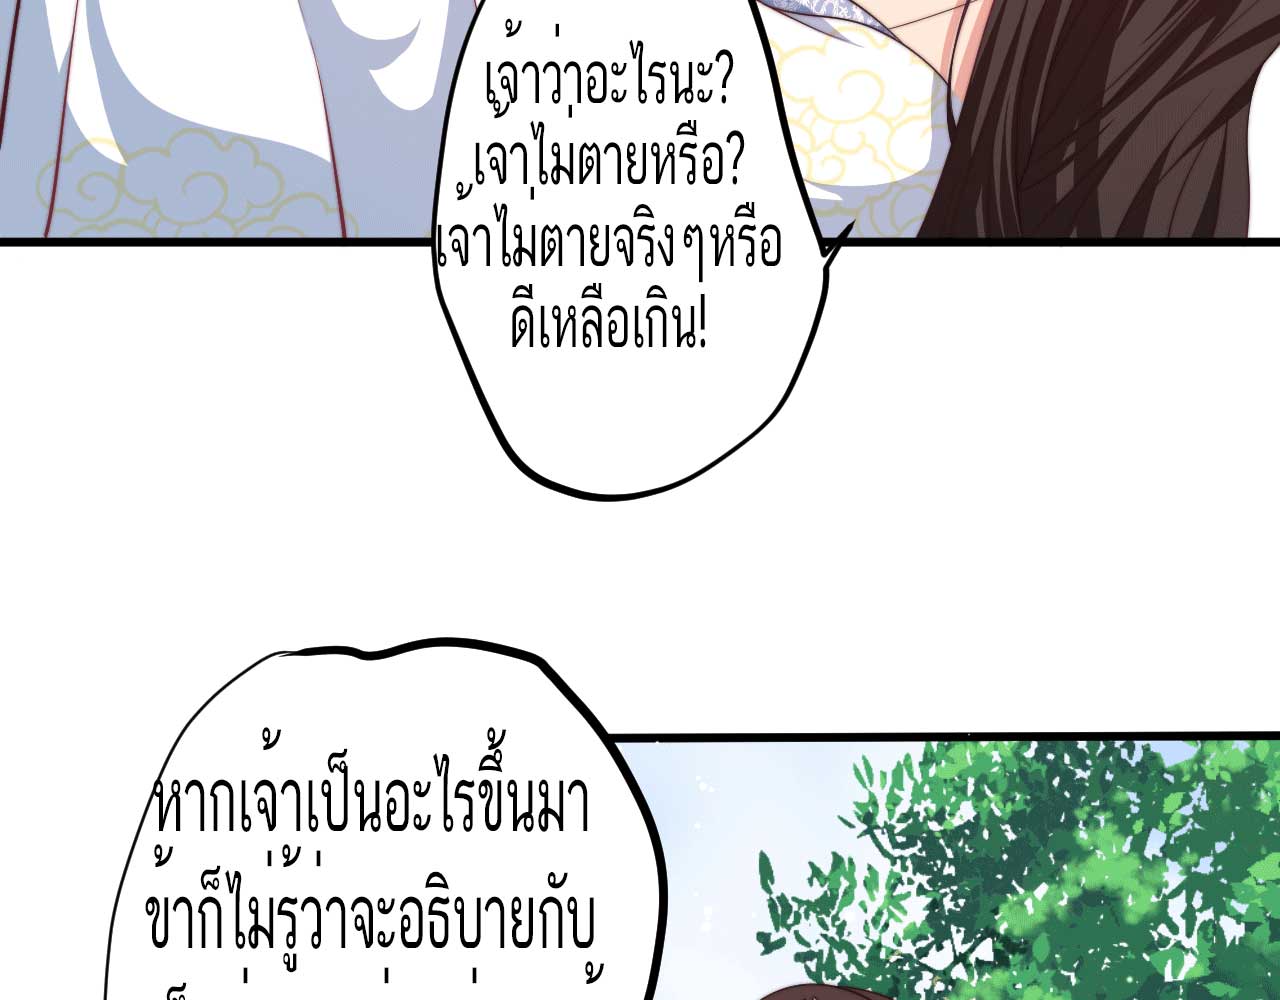 เจ้าว่าอะไรนะ?
เจ้าไม่ตายหรือ?
เจ้าไม่ตายจริงๆหรือ
ดีเหลือเกิน!
หากเจ้าเป็นอะไรขึ้นมา
ข้าก็ไม่รู้ว่าจะอธิบายกับ